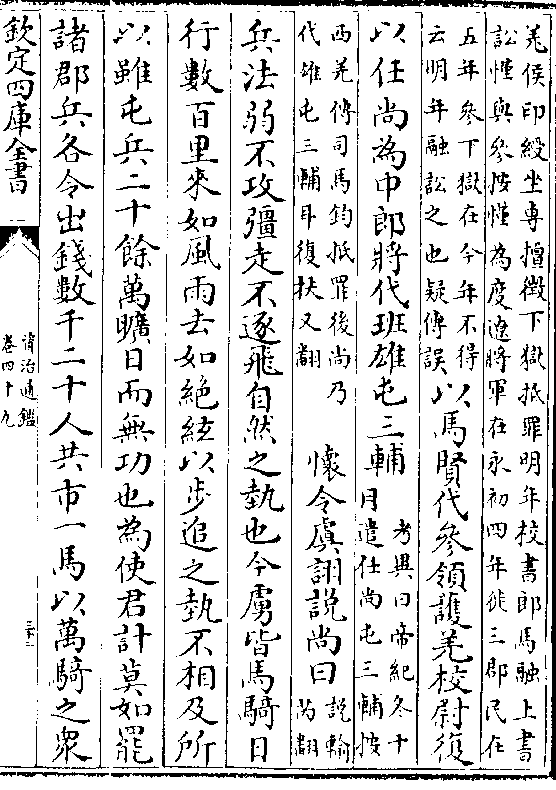 羌侯印綬坐専擅徴下獄抵罪明年校書郎馬融上書
訟慬與參按慬為度遼將軍在永初四年徙三郡民在
五年參下獄在今年不得
云明年融訟之也疑傳誤
以馬賢代參領護羌校尉復
以任尚為中郎將代班雄屯三輔
考異曰帝紀冬十
月遣任尚屯三輔按
西羌傳司馬鈞抵罪後尚乃
代雄屯三輔耳復扶又翻
懷令虞詡説尚曰
説輸
芮翻
兵法弱不攻彊走不逐飛自然之埶也今虜皆馬騎日
行數百里來如風雨去如絶絃以步追之埶不相及所
以雖屯兵二十餘萬曠日而無功也為使君計莫如罷
諸郡兵各令出錢數千二十人共市一馬以萬騎之衆
欽定四庫全書
資治通鑑
卷四十九
三十二